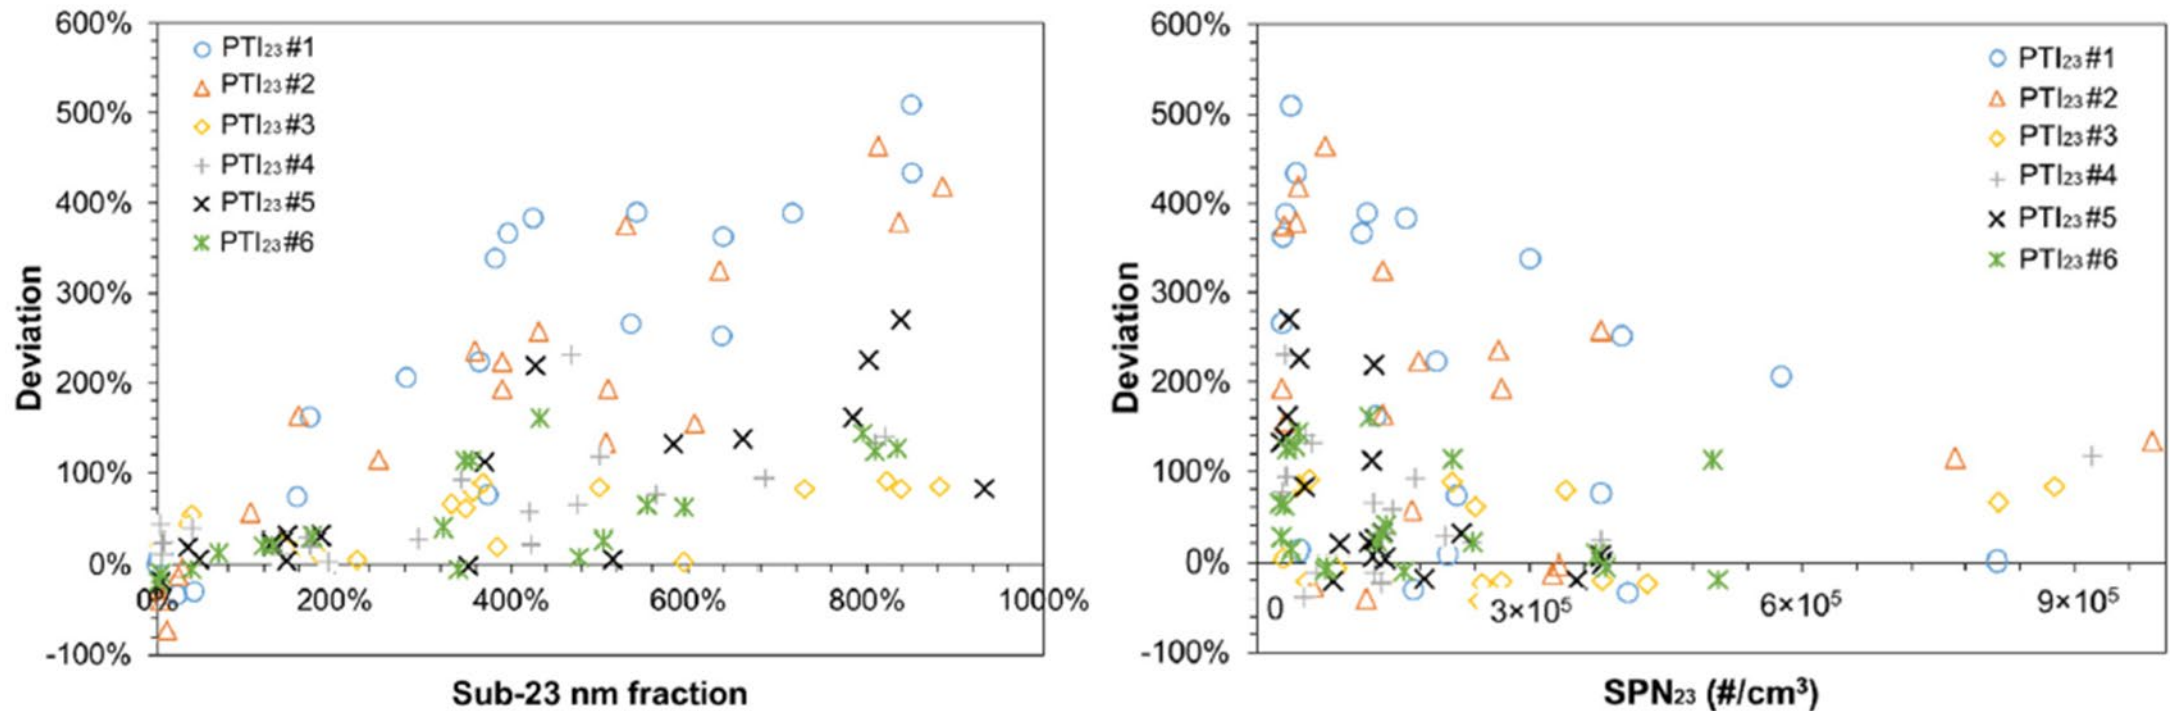 600%
500%
400%
300%
200%
100%
0%
-100%
Deviation
PTI₂₃#1
PTI₂₃#2
PTI₂₃#3
PTI₂₃#4
PTI₂₃#5
PTI₂₃#6
0%
200%
400%
600%
800%
1000%
Sub-23 nm fraction
600%
500%
400%
300%
200%
100%
0%
-100%
Deviation
PTI₂₃#1
PTI₂₃#2
PTI₂₃#3
PTI₂₃#4
PTI₂₃#5
PTI₂₃#6
0
3×10⁵
6×10⁵
9×10⁵
SPN₂₃ (#/cm³)